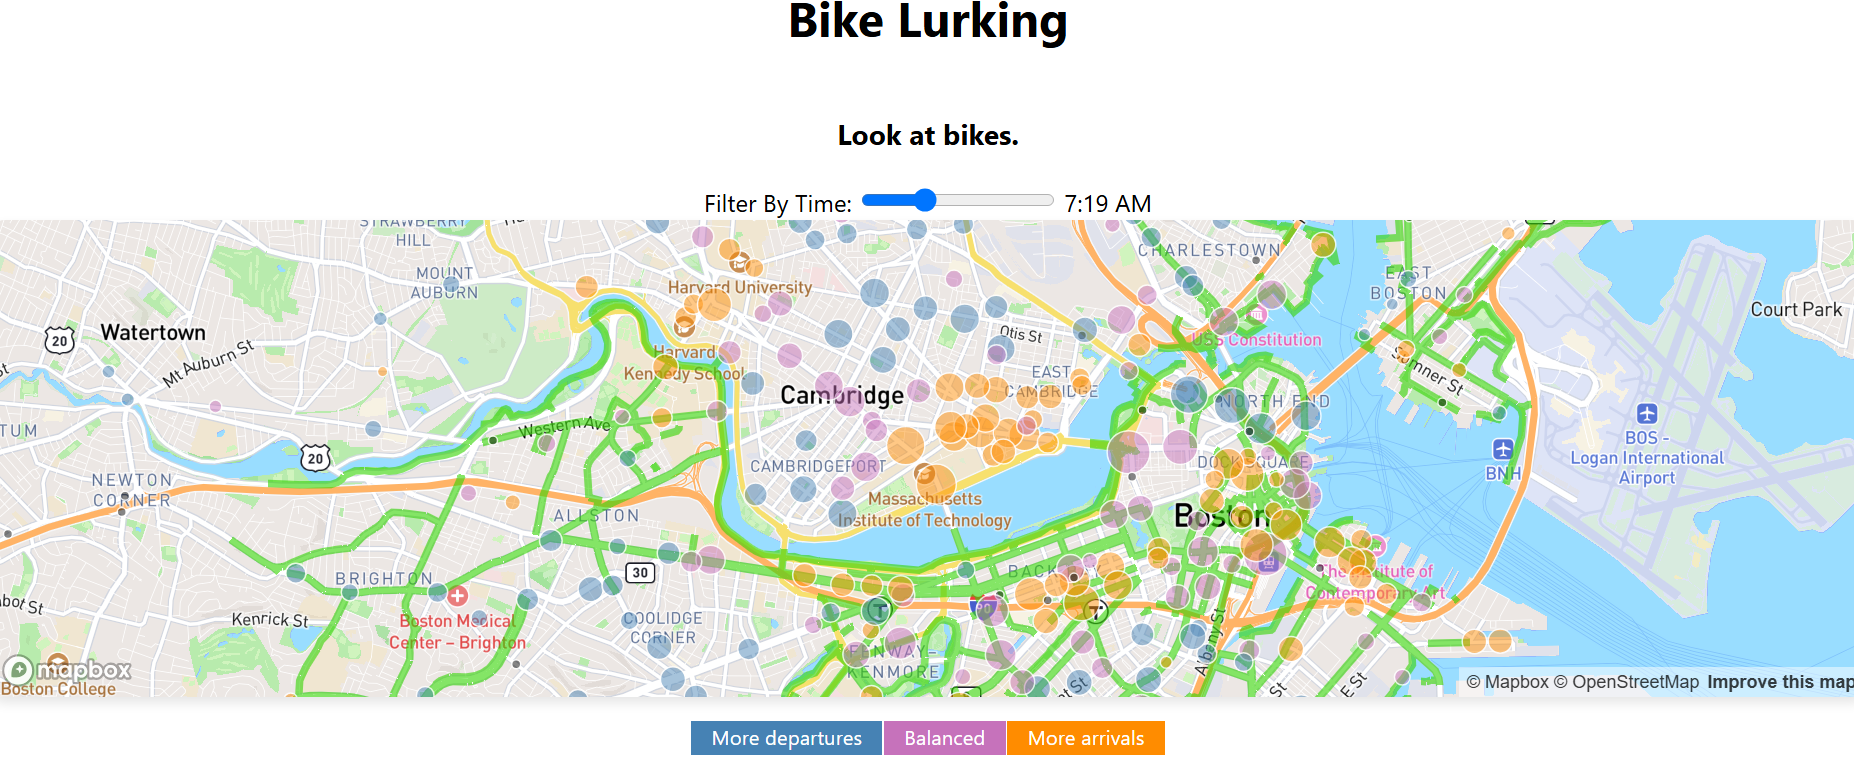 Bike Lurking
Look at bikes.
Filter By Time: 7:19 AM
STRAWBERRY
HILL
CHARLESTOWN
MOUNT
AUBURN
Harvard University
EAST
BOSTON
Court Park
Watertown
20
Mt Auburn St
Otis St
USS Constitution
Harvard
Kennedy School
Sumner St
EAST
CAMBRIDGE
Cambridge
NORTH END
Western Ave
BOS -
Logan International
Airport
BNH
20
NEWTON
CORNER
CAMBRIDGEPORT
DOCK SQUARE
Massachusetts
Institute of Technology
ALLSTON
Boston
BRIGHTON
30
BACK BAY
The Institute of
Contemporary Art
90
T
T
Kenrick St
Boston Medical
Center – Brighton
COOLIDGE
CORNER
Albany St
FENWAY–
KENMORE
mapbox
Boston College
St
St
E St
© Mapbox © OpenStreetMap Improve this map
More departures
Balanced
More arrivals